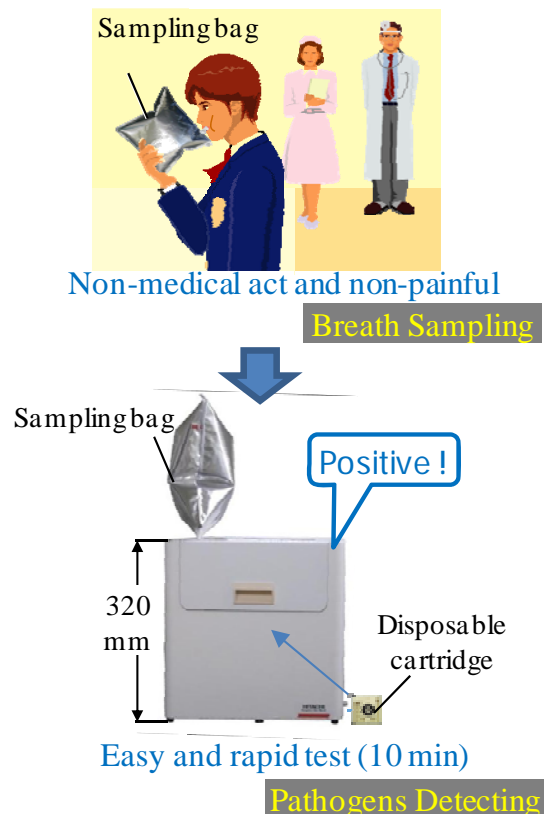 Sampling bag
Non-medical act and non-painful
Breath Sampling
Sampling bag
Positive !
320
mm
Disposable
cartridge
HITACHI
Easy and rapid test (10 min)
Pathogens Detecting